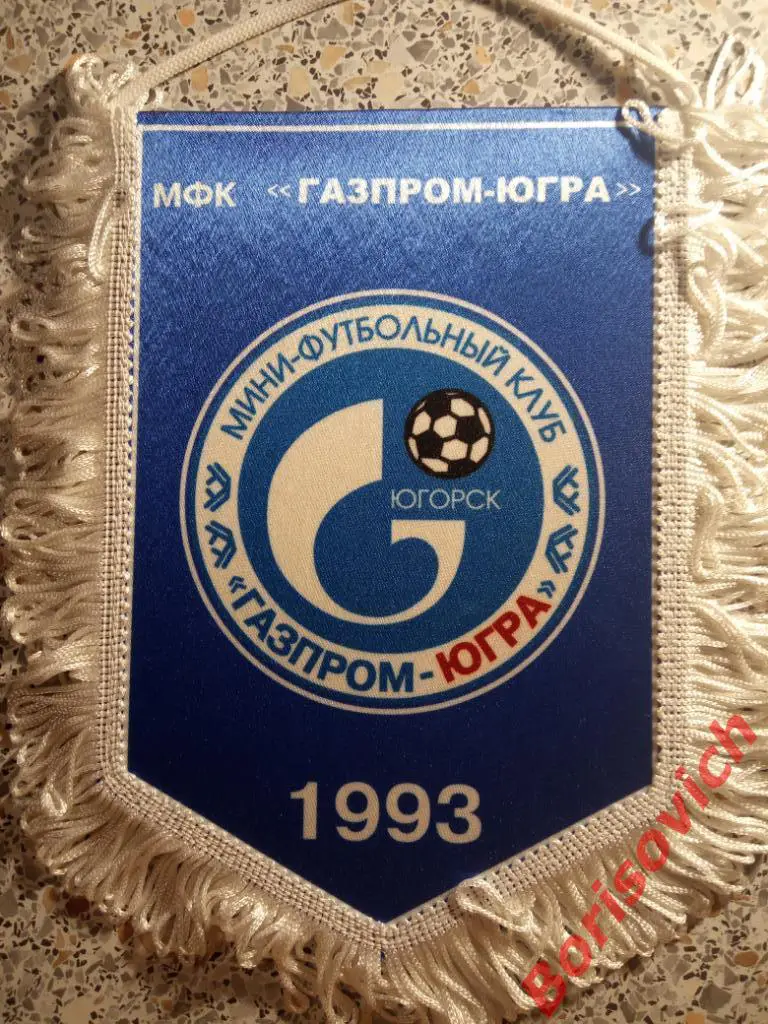 МФК «ГАЗПРОМ-ЮГРА»
МИНИ-ФУТБОЛЬНЫЙ КЛУБ
ЮГОРСК
«ГАЗПРОМ-ЮГРА»
1993
Borisovich